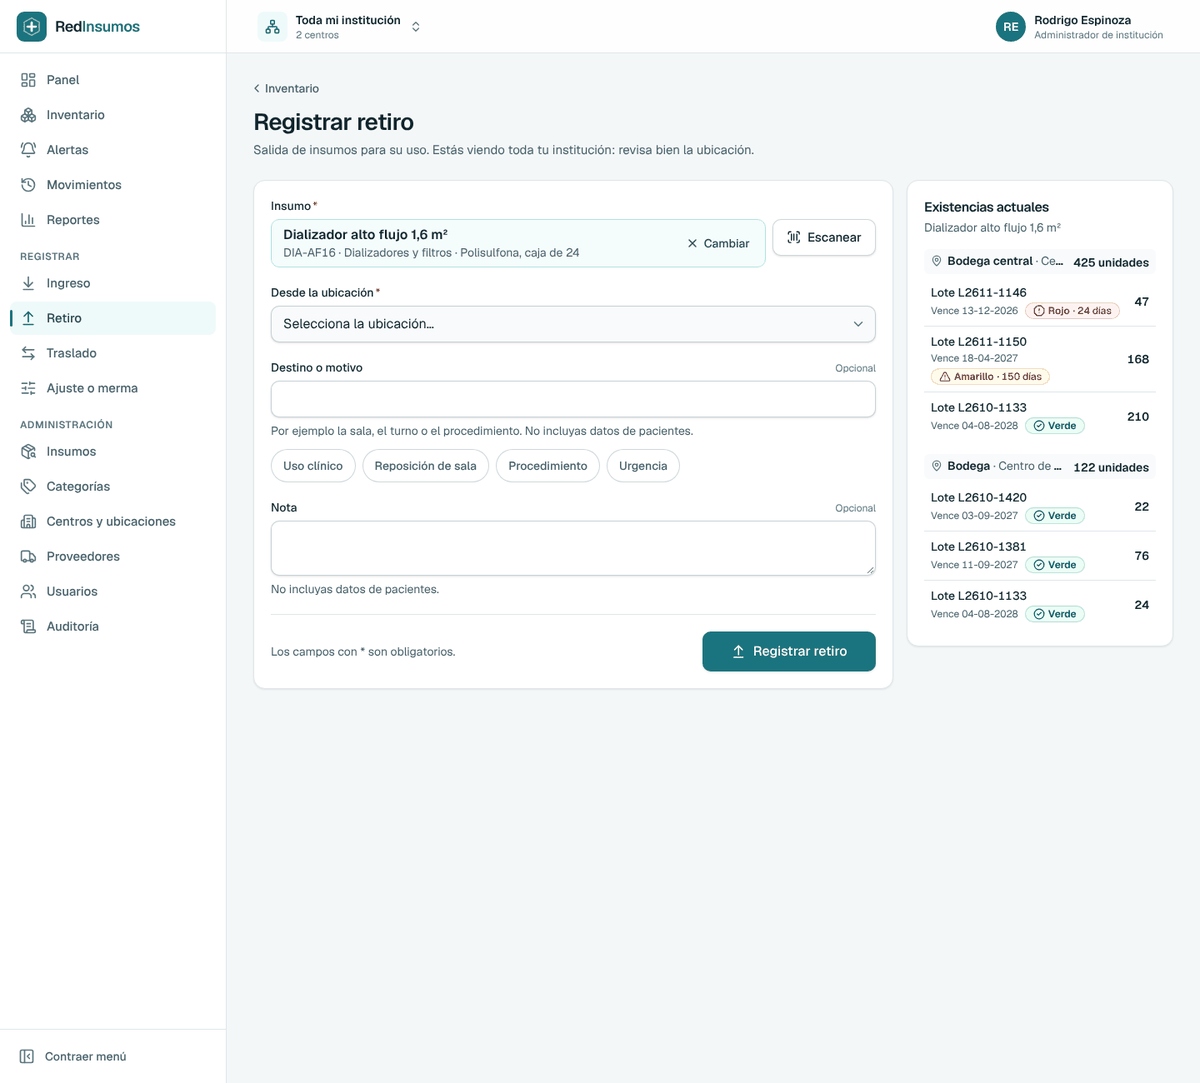 RedInsumos
Toda mi institución
2 centros
RE
Rodrigo Espinoza
Administrador de institución
Panel
Inventario
Alertas
Movimientos
Reportes
REGISTRAR
Ingreso
Retiro
Traslado
Ajuste o merma
ADMINISTRACIÓN
Insumos
Categorías
Centros y ubicaciones
Proveedores
Usuarios
Auditoría
Contraer menú
Inventario
Registrar retiro
Salida de insumos para su uso. Estás viendo toda tu institución: revisa bien la ubicación.
Insumo *
Dializador alto flujo 1,6 m²
DIA-AF16 · Dializadores y filtros · Polisulfona, caja de 24
Cambiar
Escanear
Desde la ubicación *
Selecciona la ubicación...
Destino o motivo
Opcional
Por ejemplo la sala, el turno o el procedimiento. No incluyas datos de pacientes.
Uso clínico
Reposición de sala
Procedimiento
Urgencia
Nota
Opcional
No incluyas datos de pacientes.
Los campos con * son obligatorios.
Registrar retiro
Existencias actuales
Dializador alto flujo 1,6 m²
Bodega central · Ce... 425 unidades
Lote L2611-1146
Vence 13-12-2026 Rojo · 24 días
47
Lote L2611-1150
Vence 18-04-2027
Amarillo · 150 días
168
Lote L2610-1133
Vence 04-08-2028 Verde
210
Bodega · Centro de ... 122 unidades
Lote L2610-1420
Vence 03-09-2027 Verde
22
Lote L2610-1381
Vence 11-09-2027 Verde
76
Lote L2610-1133
Vence 04-08-2028 Verde
24